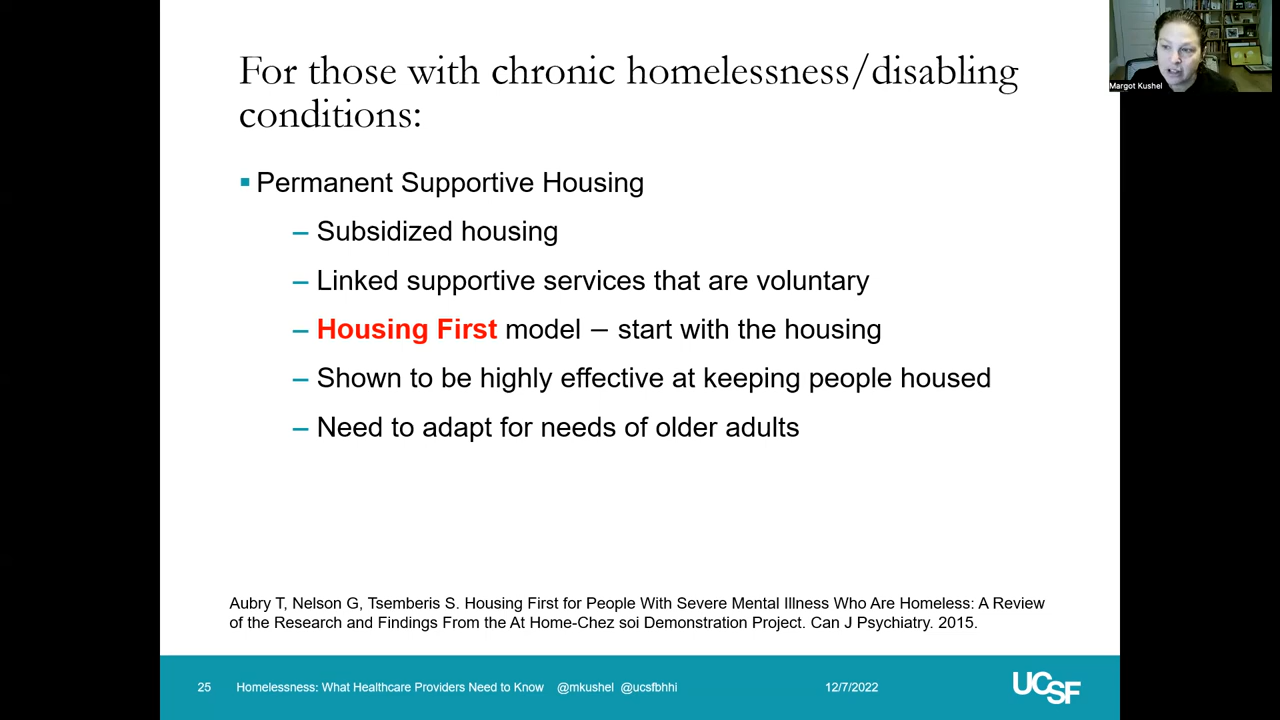 For those with chronic homelessness/disabling
conditions:
Margot Kushel
▪ Permanent Supportive Housing
– Subsidized housing
– Linked supportive services that are voluntary
– Housing First model – start with the housing
– Shown to be highly effective at keeping people housed
– Need to adapt for needs of older adults
Aubry T, Nelson G, Tsemberis S. Housing First for People With Severe Mental Illness Who Are Homeless: A Review
of the Research and Findings From the At Home-Chez soi Demonstration Project. Can J Psychiatry. 2015.
25 Homelessness: What Healthcare Providers Need to Know @mkushel @ucsfbhhi 12/7/2022 UCSF